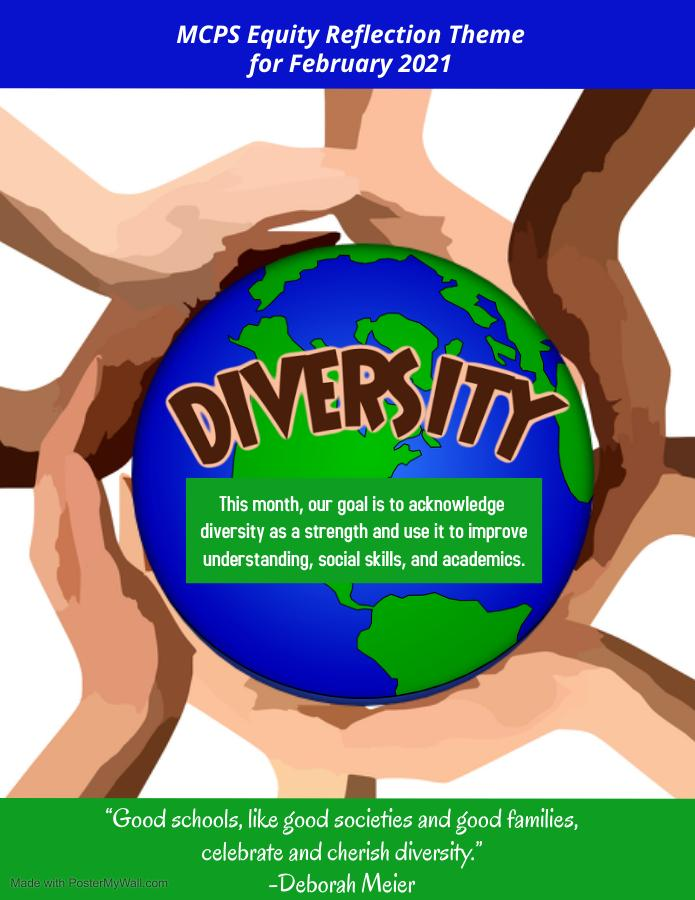 MCPS Equity Reflection Theme
for February 2021
DIVERSITY
This month, our goal is to acknowledge
diversity as a strength and use it to improve
understanding, social skills, and academics.
“Good schools, like good societies and good families,
celebrate and cherish diversity.”
-Deborah Meier
Made with PosterMyWall.com